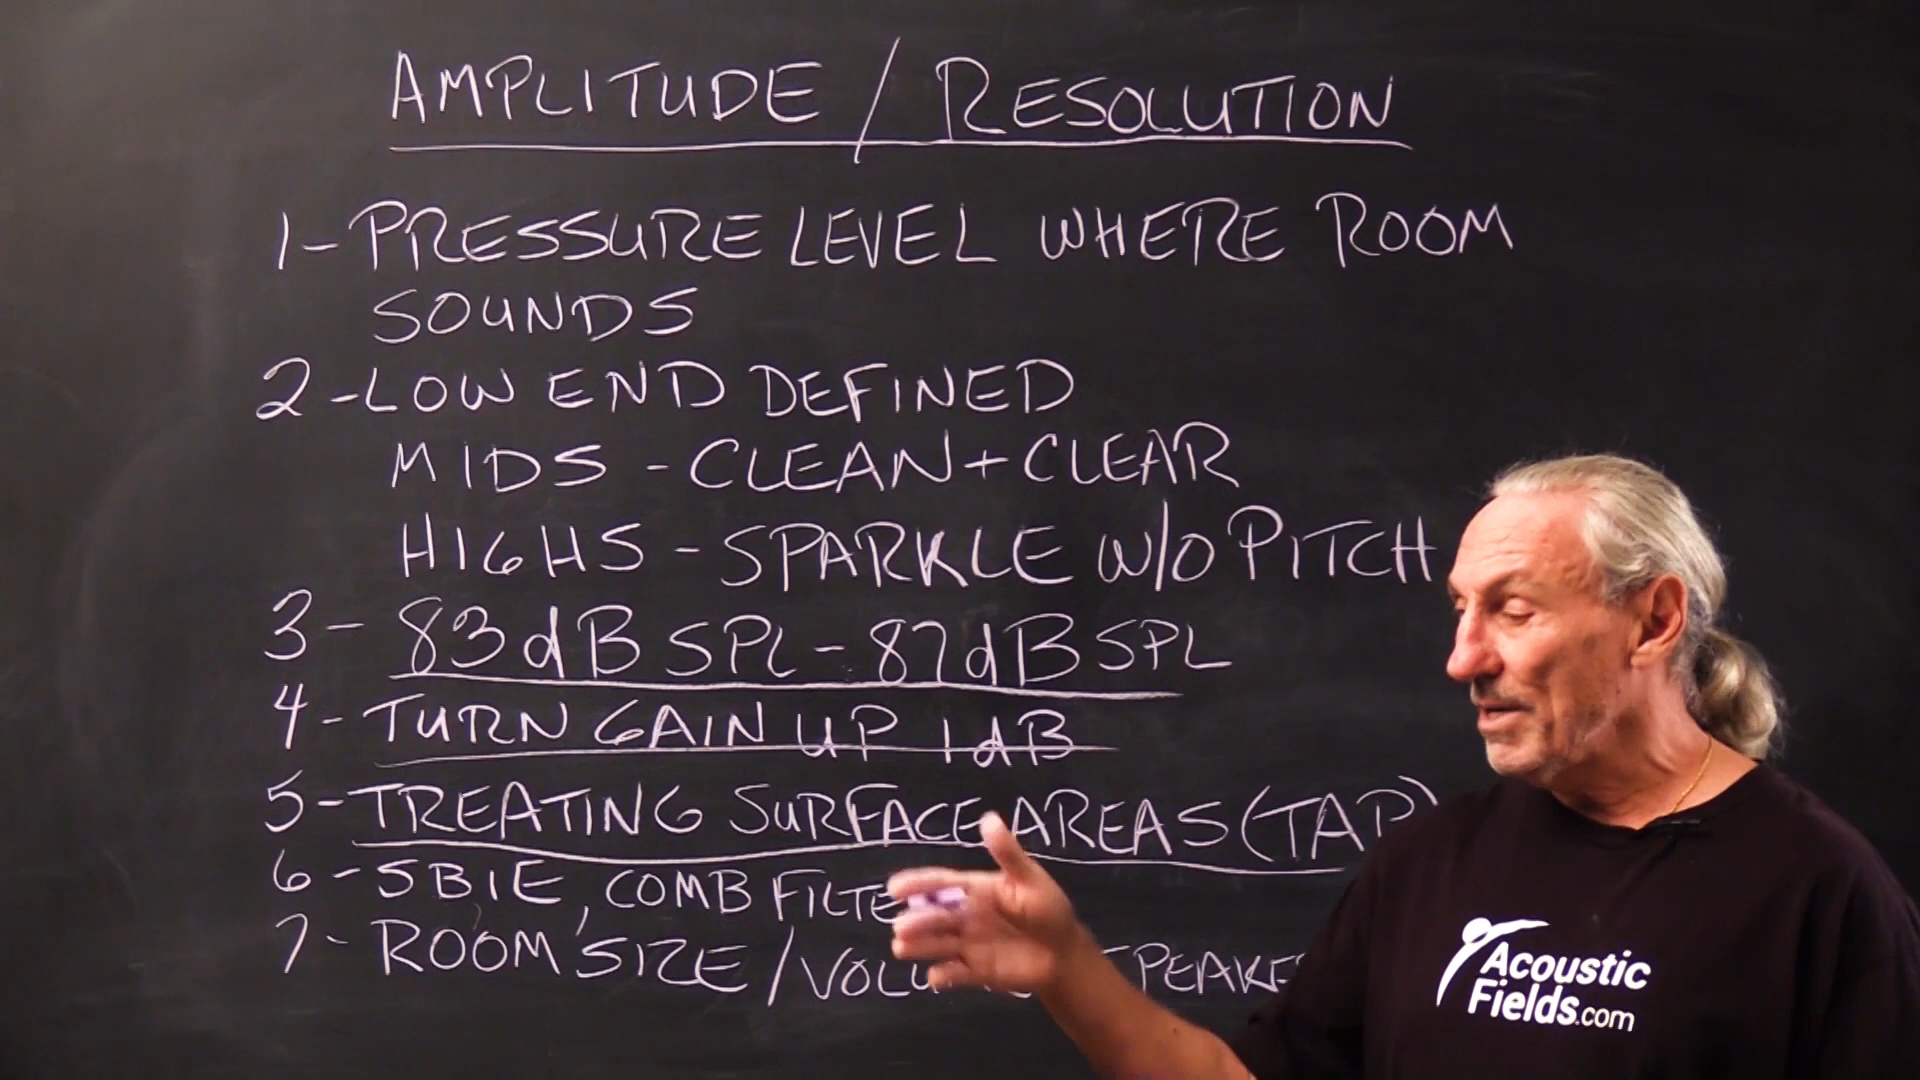 AMPLITUDE / RESOLUTION
1- PRESSURE LEVEL WHERE ROOM
SOUNDS
2- LOW END DEFINED
MIDS - CLEAN + CLEAR
HIGHS - SPARKLE W/O PITCH
3- 83dB SPL - 87dB SPL
4- TURN GAIN UP 1dB
5- TREATING SURFACE AREAS (TAP)
6- SBIE, COMB
7- ROOM SIZE /
Acoustic
Fields.com